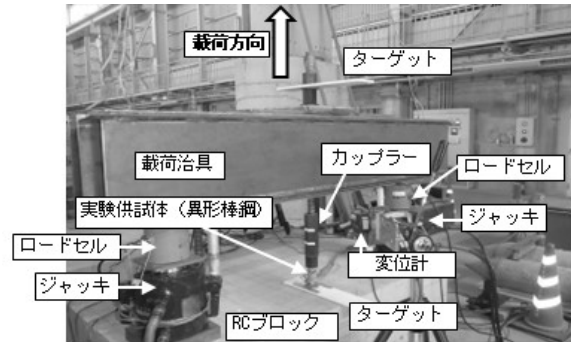 載荷方向
ターゲット
載荷治具
カップラー
ロードセル
実験供試体（異形棒鋼）
ジャッキ
ロードセル
変位計
ジャッキ
RCブロック
ターゲット